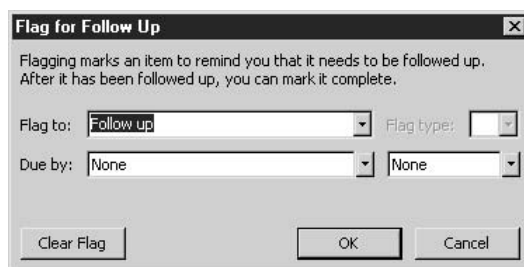 Flag for Follow Up
Flagging marks an item to remind you that it needs to be followed up.
After it has been followed up, you can mark it complete.
Flag to: Follow up Flag type:
Due by: None None
Clear Flag OK Cancel